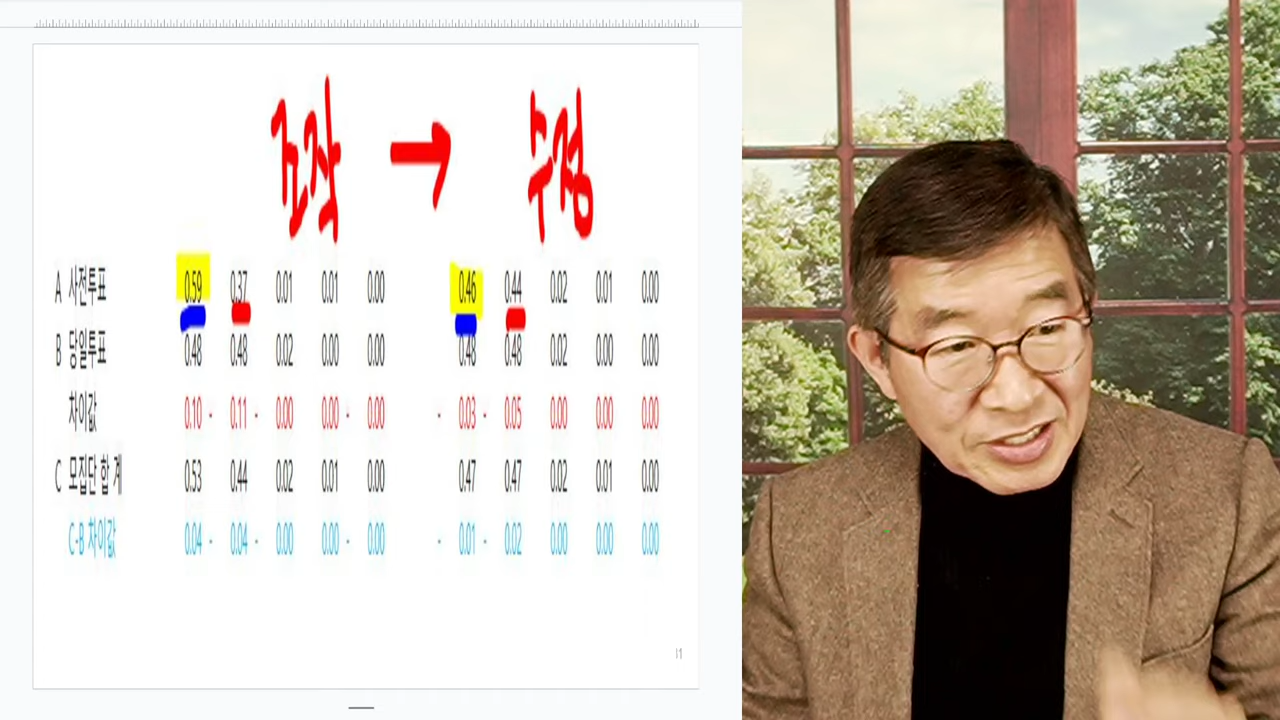 조작 → 수정
A 사전투표 0.59 0.37 0.01 0.01 0.00 0.46 0.44 0.02 0.01 0.00
B 당일투표 0.48 0.48 0.02 0.00 0.00 0.48 0.48 0.02 0.00 0.00
차이값 0.10 - 0.11 - 0.00 0.00 - 0.00 - 0.03 - 0.05 0.00 0.00 0.00
C 모집단 합 계 0.53 0.44 0.02 0.01 0.00 0.47 0.47 0.02 0.01 0.00
C-B 차이값 0.04 - 0.04 - 0.00 0.00 - 0.00 - 0.01 - 0.02 0.00 0.00 0.00